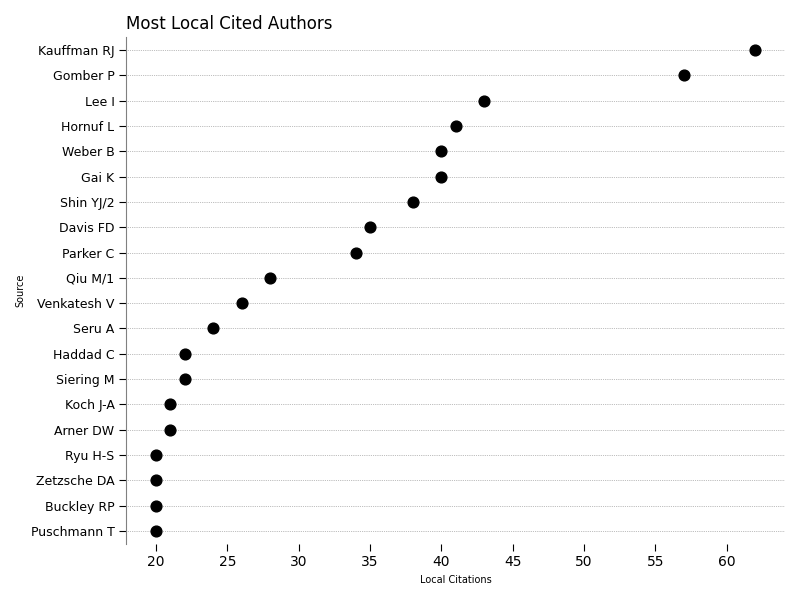 Most Local Cited Authors
Kauffman RJ
Gomber P
Lee I
Hornuf L
Weber B
Gai K
Shin YJ/2
Davis FD
Parker C
Qiu M/1
Venkatesh V
Seru A
Haddad C
Siering M
Koch J-A
Arner DW
Ryu H-S
Zetzsche DA
Buckley RP
Puschmann T
Source
20 25 30 35 40 45 50 55 60
Local Citations